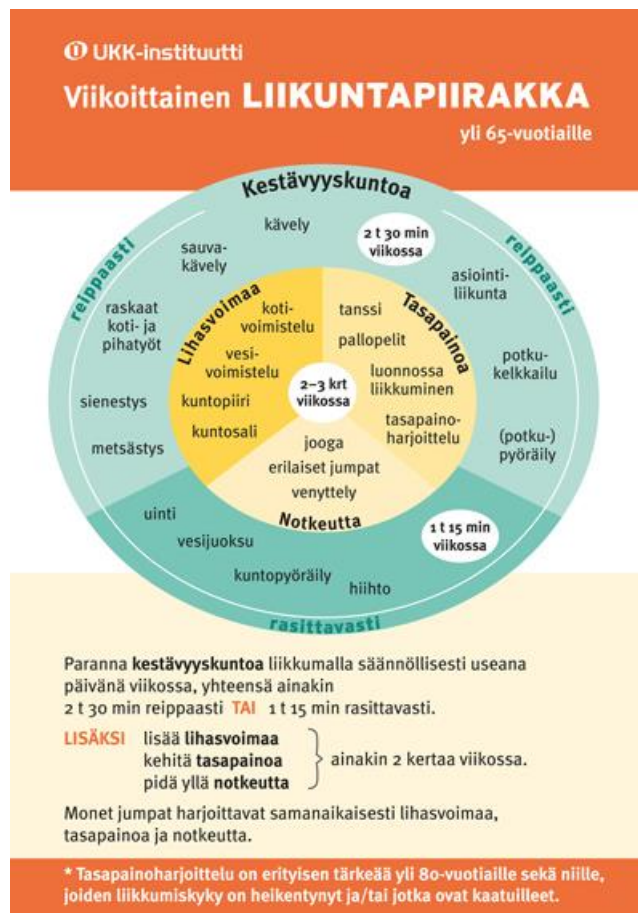 UKK-instituutti
Viikoittainen LIIKUNTAPIIRAKKA
yli 65-vuotiaille
Kestävyyskuntoa
reippaasti
reippaasti
kävely
2 t 30 min
viikossa
sauva-
kävely
asiointi-
liikunta
raskaat
koti- ja
pihatyöt
potku-
kelkkailu
sienestys
metsästys
(potku-)
pyöräily
Lihasvoimaa
koti-
voimistelu
vesi-
voimistelu
kuntopiiri
kuntosali
Tasapainoa
tanssi
pallopelit
luonnossa
liikkuminen
tasapaino-
harjoittelu
2–3 krt
viikossa
jooga
erilaiset jumpat
venyttely
Notkeutta
uinti
vesijuoksu
kuntopyöräily
hiihto
1 t 15 min
viikossa
rasittavasti
Paranna kestävyyskuntoa liikkumalla säännöllisesti useana
päivänä viikossa, yhteensä ainakin
2 t 30 min reippaasti TAI 1 t 15 min rasittavasti.
LISÄKSI lisää lihasvoimaa
kehitä tasapainoa ainakin 2 kertaa viikossa.
pidä yllä notkeutta
Monet jumpat harjoittavat samanaikaisesti lihasvoimaa,
tasapainoa ja notkeutta.
* Tasapainoharjoittelu on erityisen tärkeää yli 80-vuotiaille sekä niille,
joiden liikkumiskyky on heikentynyt ja/tai jotka ovat kaatuilleet.